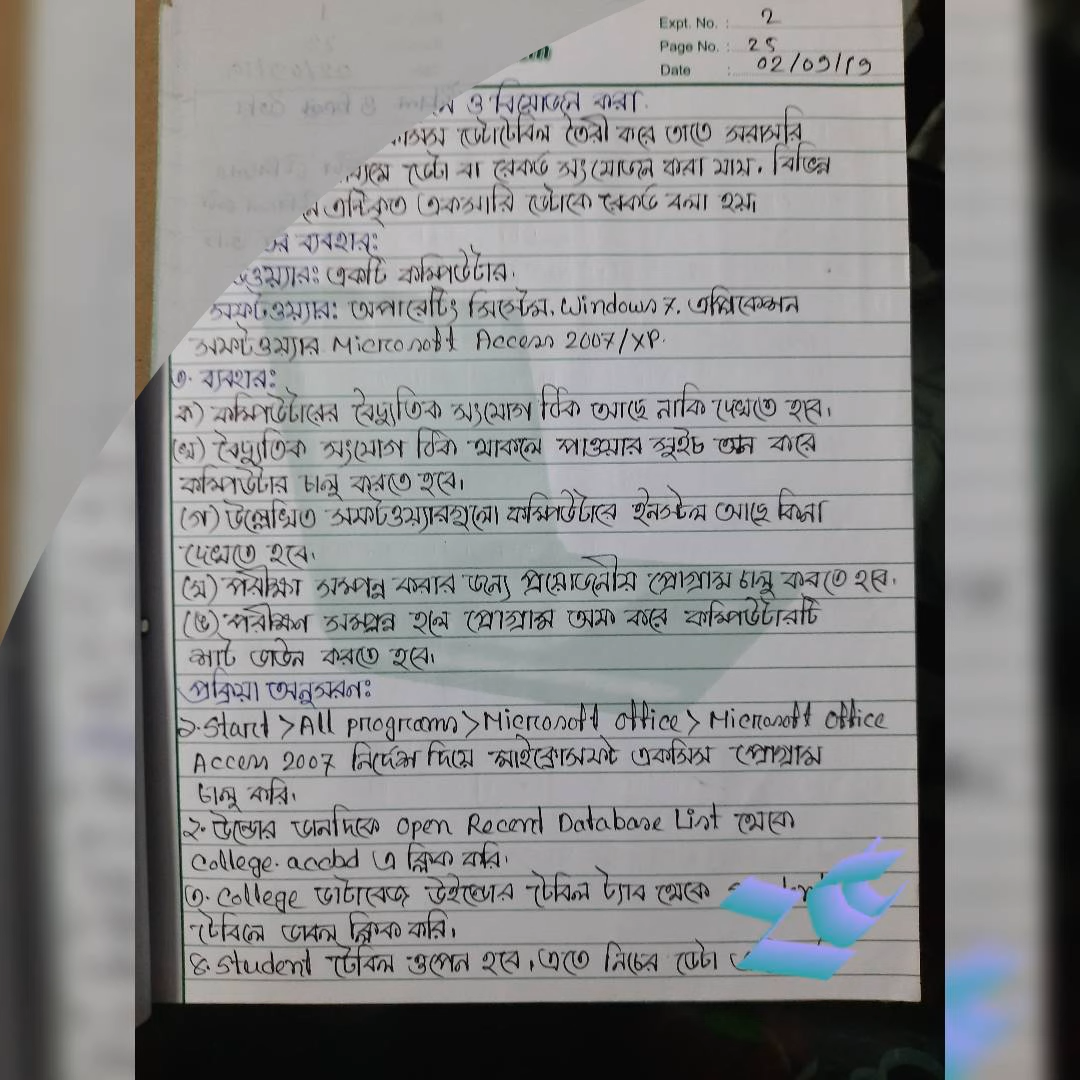 Expt. No. : 2
Page No. : 25
Date : 02/09/19
ও বিয়োজন করা.
ডেটাটেবিল তৈরী করে তাতে সরাসরি
ডেটা বা রেকর্ড সংযোজন করা যায়. বিভিন্ন
একসারি ডেটাকে রেকর্ড বলা হয়।
ব্যবহার:
একটি কম্পিউটার.
সফটওয়্যার: অপারেটিং সিস্টেম. Windows 7. এপ্লিকেশন
সফটওয়্যার Microsoft Access 2007/XP.
৩. ব্যবহার:
ক) কম্পিউটারের বৈদ্যুতিক সংযোগ ঠিক আছে নাকি দেখতে হবে।
(খ) বৈদ্যুতিক সংযোগ ঠিক থাকলে পাওয়ার সুইচ অন করে
কম্পিউটার চালু করতে হবে।
(গ) উল্লেখিত সফটওয়্যারগুলো কম্পিউটারে ইনস্টল আছে কিনা
দেখতে হবে.
(ঘ) পরীক্ষা সম্পন্ন করার জন্য প্রয়োজনীয় প্রোগ্রাম চালু করতে হবে.
(ঙ) পরীক্ষণ সম্পন্ন হলে প্রোগ্রাম অফ করে কম্পিউটারটি
শাট ডাউন করতে হবে।
প্রক্রিয়া অনুসরন:
১. Start > All programs > Microsoft office > Microsoft office
Access 2007 নির্দেশ দিয়ে মাইক্রোসফট একসিস প্রোগ্রাম
চালু করি।
২. উন্ডোর ডানদিকে Open Recent Database List থেকে
College.accbd এ ক্লিক করি।
৩. College ডাটাবেজ উইন্ডোর টেবিল ট্যাব থেকে
টেবিলে ডাবল ক্লিক করি।
৪. Student টেবিল ওপেন হবে, এতে নিচের ডেটা